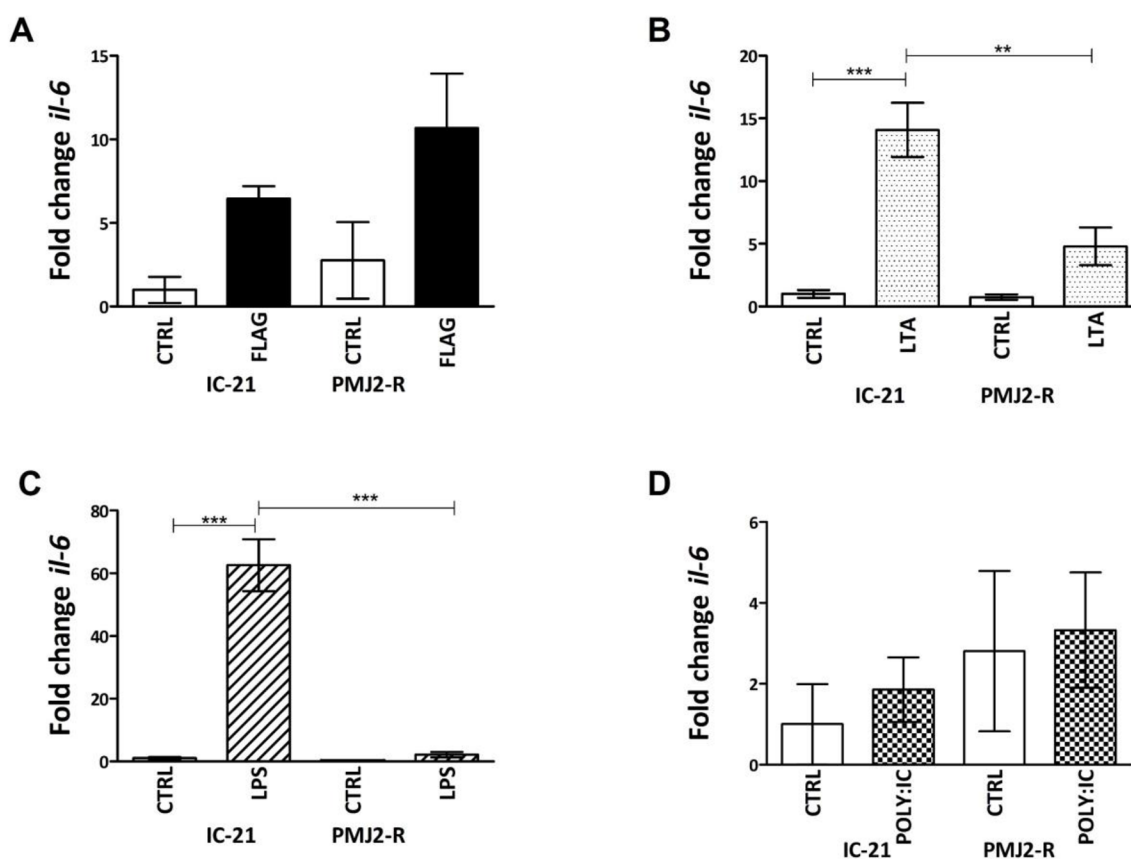 A
Fold change il-6
15
10
5
0
CTRL
FLAG
CTRL
FLAG
IC-21 PMJ2-R
B
Fold change il-6
20
15
10
5
0
***
**
CTRL
LTA
CTRL
LTA
IC-21 PMJ2-R
C
Fold change il-6
80
60
40
20
0
***
***
CTRL
LPS
CTRL
LPS
IC-21 PMJ2-R
D
Fold change il-6
6
4
2
0
CTRL
POLY:IC
CTRL
POLY:IC
IC-21 PMJ2-R